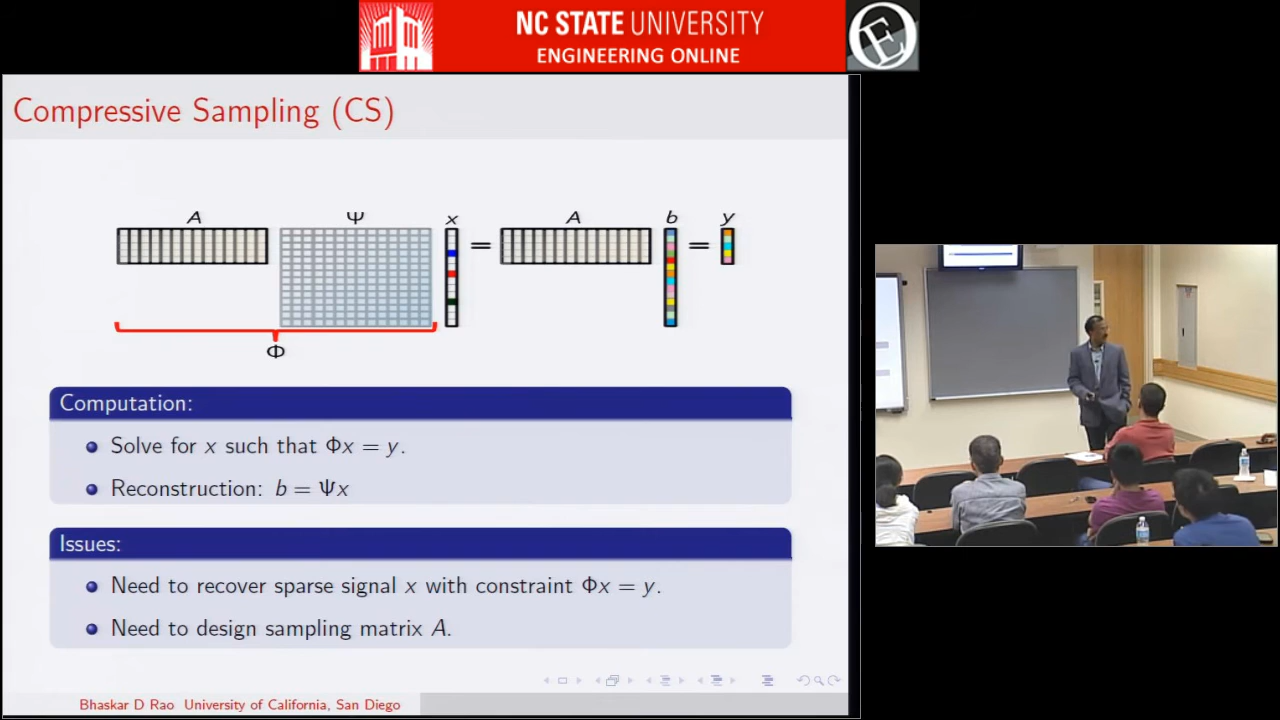 NC STATE UNIVERSITY
ENGINEERING ONLINE
Compressive Sampling (CS)
A Ψ x = A b = y
Φ
Computation:
Solve for x such that Φx = y.
Reconstruction: b = Ψx
Issues:
Need to recover sparse signal x with constraint Φx = y.
Need to design sampling matrix A.
Bhaskar D Rao University of California, San Diego